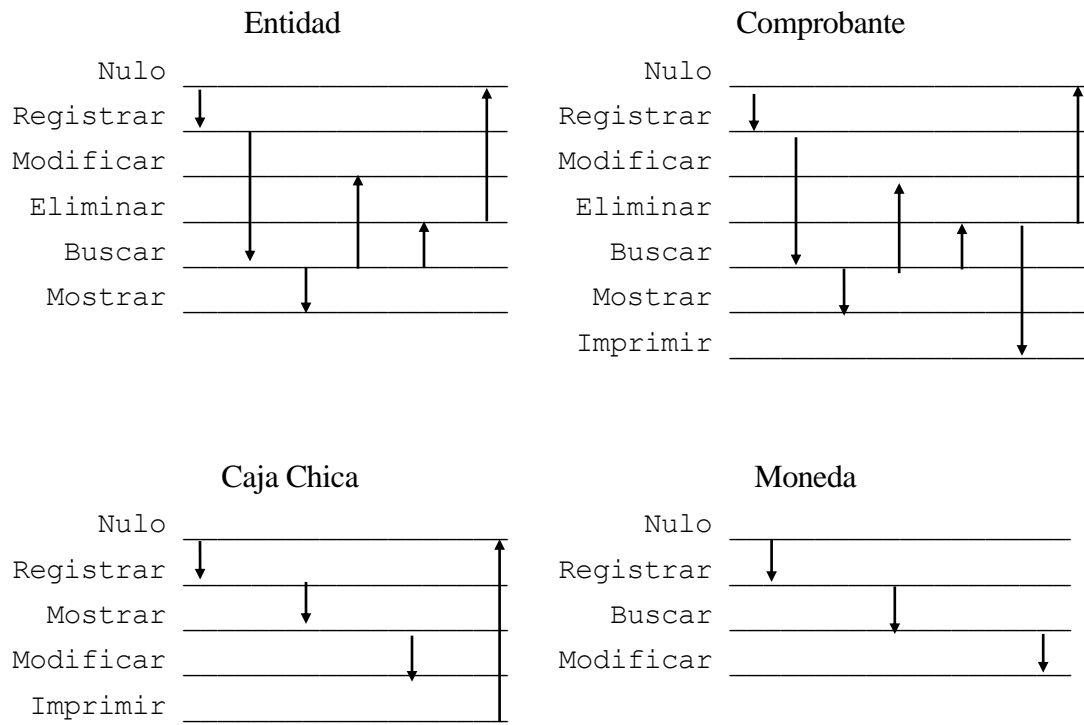 Entidad
Nulo
Registrar
Modificar
Eliminar
Buscar
Mostrar
Comprobante
Nulo
Registrar
Modificar
Eliminar
Buscar
Mostrar
Imprimir
Caja Chica
Nulo
Registrar
Mostrar
Modificar
Imprimir
Moneda
Nulo
Registrar
Buscar
Modificar